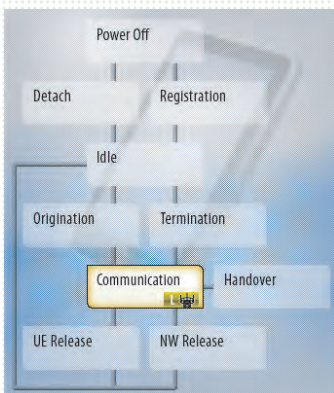 Power Off
Detach
Registration
Idle
Origination
Termination
Communication
Handover
L
UE Release
NW Release